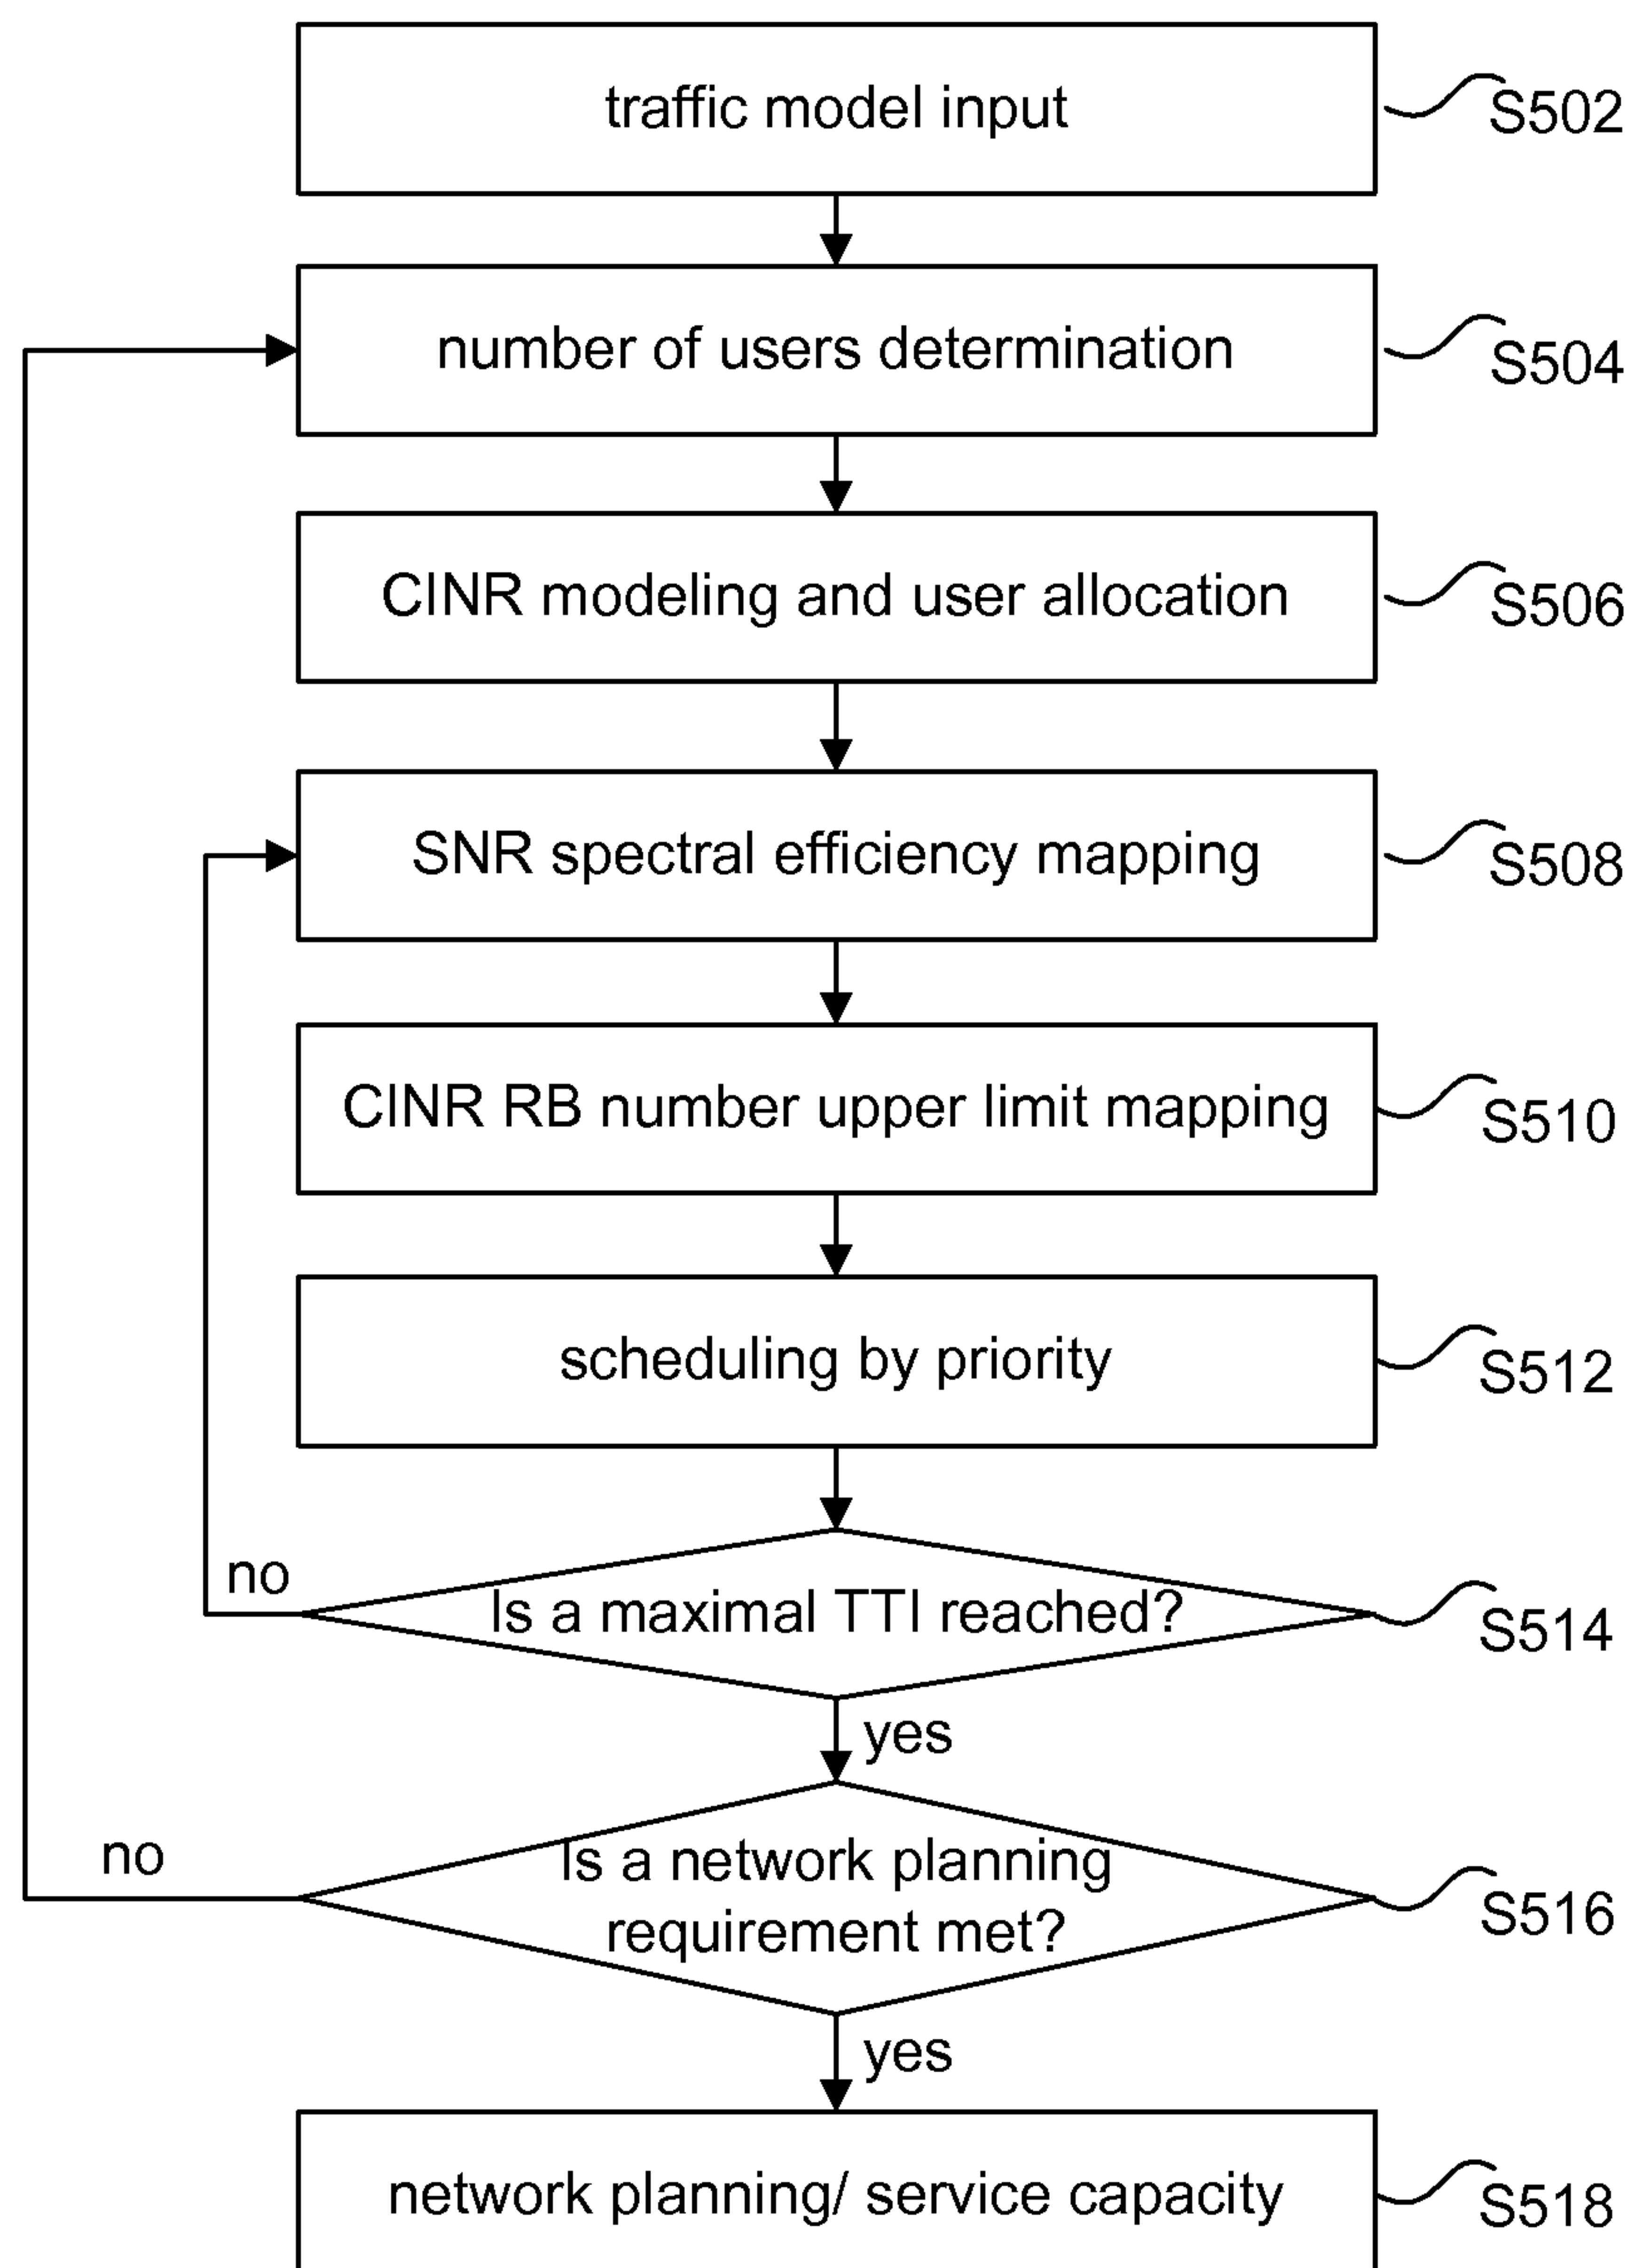 traffic model input
S502
number of users determination
S504
CINR modeling and user allocation
S506
SNR spectral efficiency mapping
S508
CINR RB number upper limit mapping
S510
scheduling by priority
S512
no
Is a maximal TTI reached?
S514
yes
no
Is a network planning
requirement met?
S516
yes
network planning/ service capacity
S518